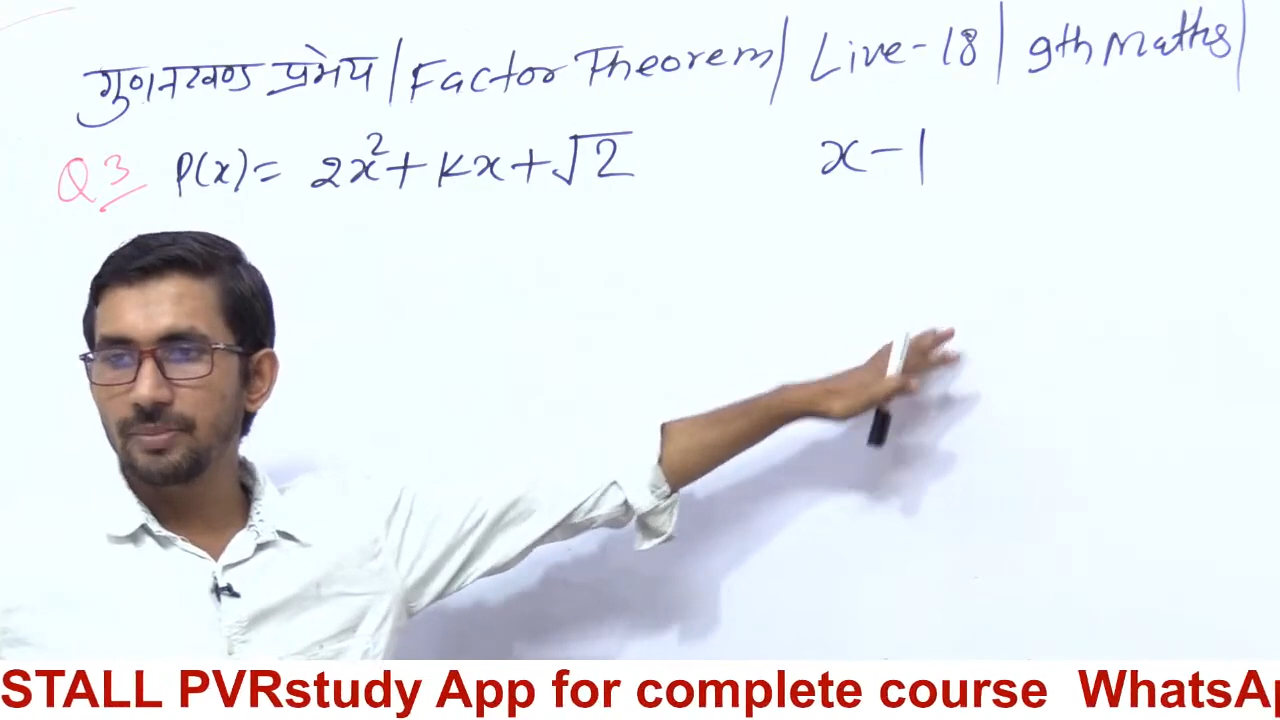 गुणनखण्ड प्रमेय | Factor Theorem | Live-18 | 9th Maths |
Q3 P(x) = 2x² + Kx + √2 x - 1
STALL PVRstudy App for complete course WhatsAp